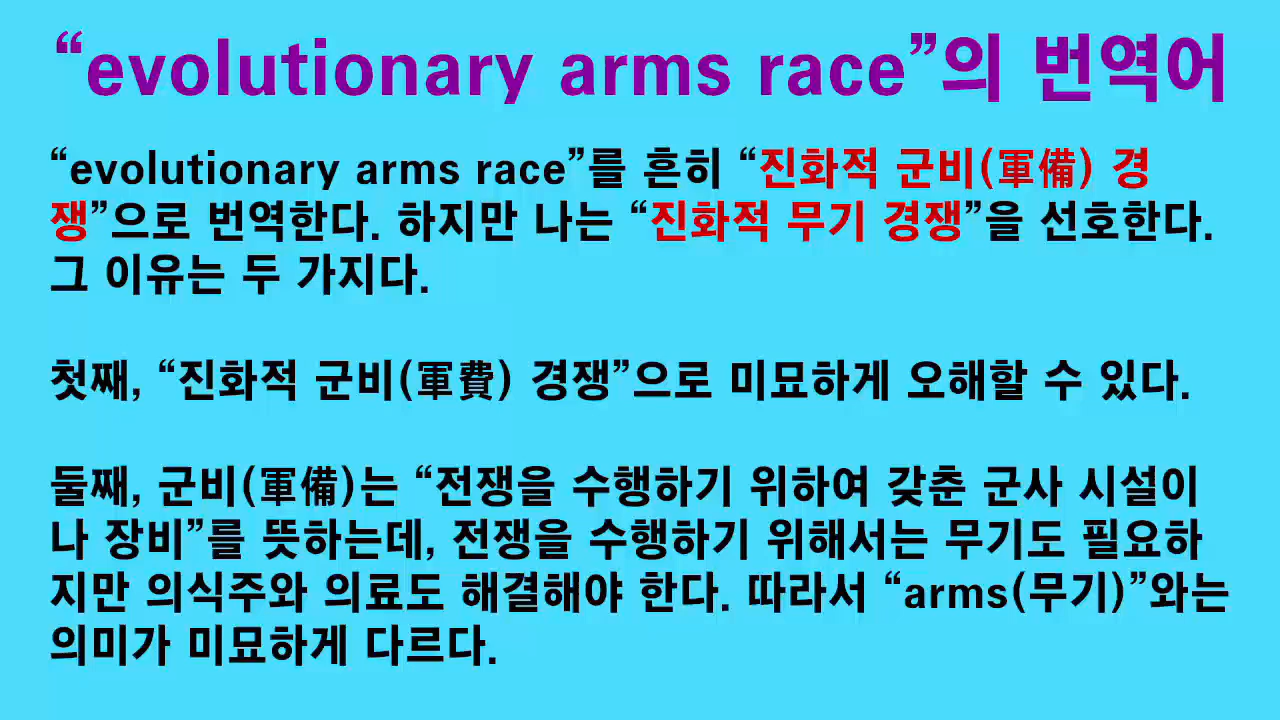 “evolutionary arms race”의 번역어
“evolutionary arms race”를 흔히 “진화적 군비(軍備) 경
쟁”으로 번역한다. 하지만 나는 “진화적 무기 경쟁”을 선호한다.
그 이유는 두 가지다.
첫째, “진화적 군비(軍費) 경쟁”으로 미묘하게 오해할 수 있다.
둘째, 군비(軍備)는 “전쟁을 수행하기 위하여 갖춘 군사 시설이
나 장비”를 뜻하는데, 전쟁을 수행하기 위해서는 무기도 필요하
지만 의식주와 의료도 해결해야 한다. 따라서 “arms(무기)”와는
의미가 미묘하게 다르다.